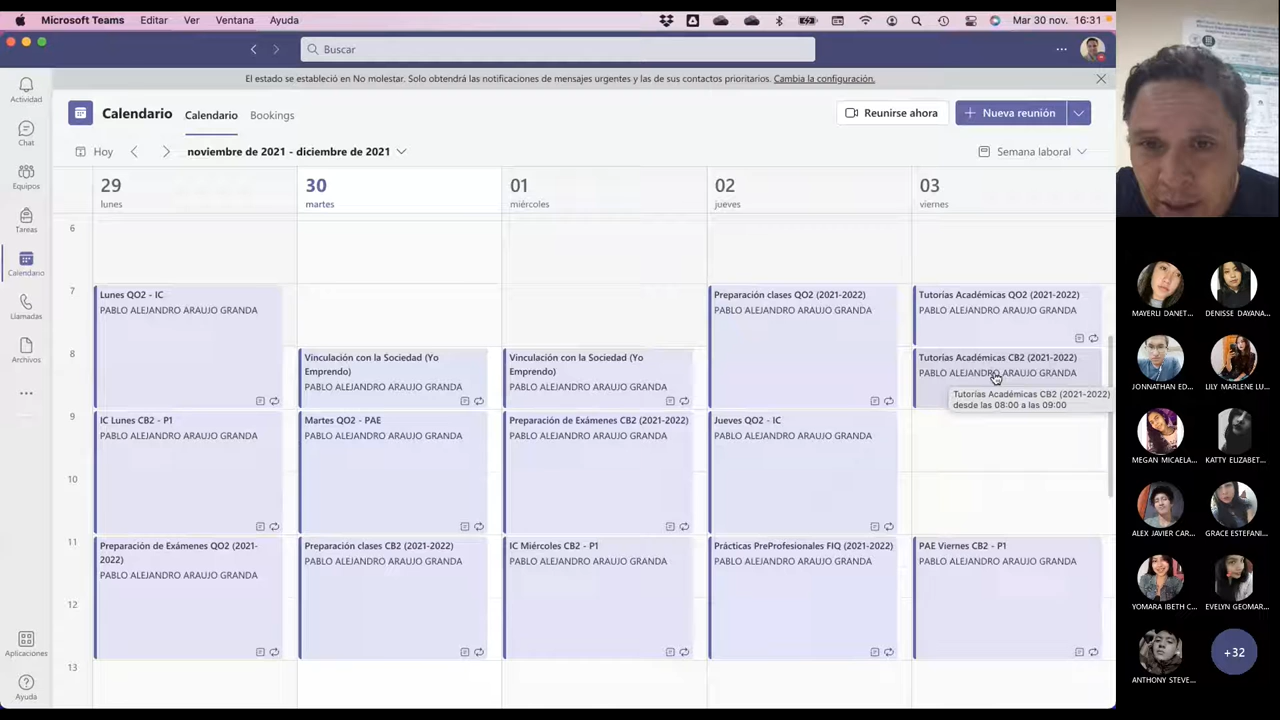 Microsoft Teams Editar Ver Ventana Ayuda Mar 30 nov. 16:31
Buscar
El estado se estableció en No molestar. Solo obtendrá las notificaciones de mensajes urgentes y las de sus contactos prioritarios. Cambia la configuración.
Actividad
Chat
Equipos
Tareas
Calendario
Llamadas
Archivos
Aplicaciones
Ayuda
Calendario Calendario Bookings Reunirse ahora Nueva reunión
Hoy noviembre de 2021 - diciembre de 2021 Semana laboral
29 30 01 02 03
lunes martes miércoles jueves viernes
6
7
8
9
10
11
12
13
Lunes QO2 - IC
PABLO ALEJANDRO ARAUJO GRANDA
IC Lunes CB2 - P1
PABLO ALEJANDRO ARAUJO GRANDA
Preparación de Exámenes QO2 (2021-
2022)
PABLO ALEJANDRO ARAUJO GRANDA
Vinculación con la Sociedad (Yo
Emprendo)
PABLO ALEJANDRO ARAUJO GRANDA
Martes QO2 - PAE
PABLO ALEJANDRO ARAUJO GRANDA
Preparación clases CB2 (2021-2022)
PABLO ALEJANDRO ARAUJO GRANDA
Vinculación con la Sociedad (Yo
Emprendo)
PABLO ALEJANDRO ARAUJO GRANDA
Preparación de Exámenes CB2 (2021-2022)
PABLO ALEJANDRO ARAUJO GRANDA
IC Miércoles CB2 - P1
PABLO ALEJANDRO ARAUJO GRANDA
Preparación clases QO2 (2021-2022)
PABLO ALEJANDRO ARAUJO GRANDA
Jueves QO2 - IC
PABLO ALEJANDRO ARAUJO GRANDA
Prácticas PreProfesionales FIQ (2021-2022)
PABLO ALEJANDRO ARAUJO GRANDA
Tutorías Académicas QO2 (2021-2022)
PABLO ALEJANDRO ARAUJO GRANDA
Tutorías Académicas CB2 (2021-2022)
PABLO ALEJANDRO ARAUJO GRANDA
Tutorías Académicas CB2 (2021-2022)
desde las 08:00 a las 09:00
PAE Viernes CB2 - P1
PABLO ALEJANDRO ARAUJO GRANDA
MAYERLI DANET... DENISSE DAYANA...
JONNATHAN ED... LILY MARLENE LU...
MEGAN MICAELA... KATTY ELIZABET...
ALEX JAVIER CAR... GRACE ESTEFANI...
YOMARA IBETH C... EVELYN GEOMAR...
ANTHONY STEVE... +32